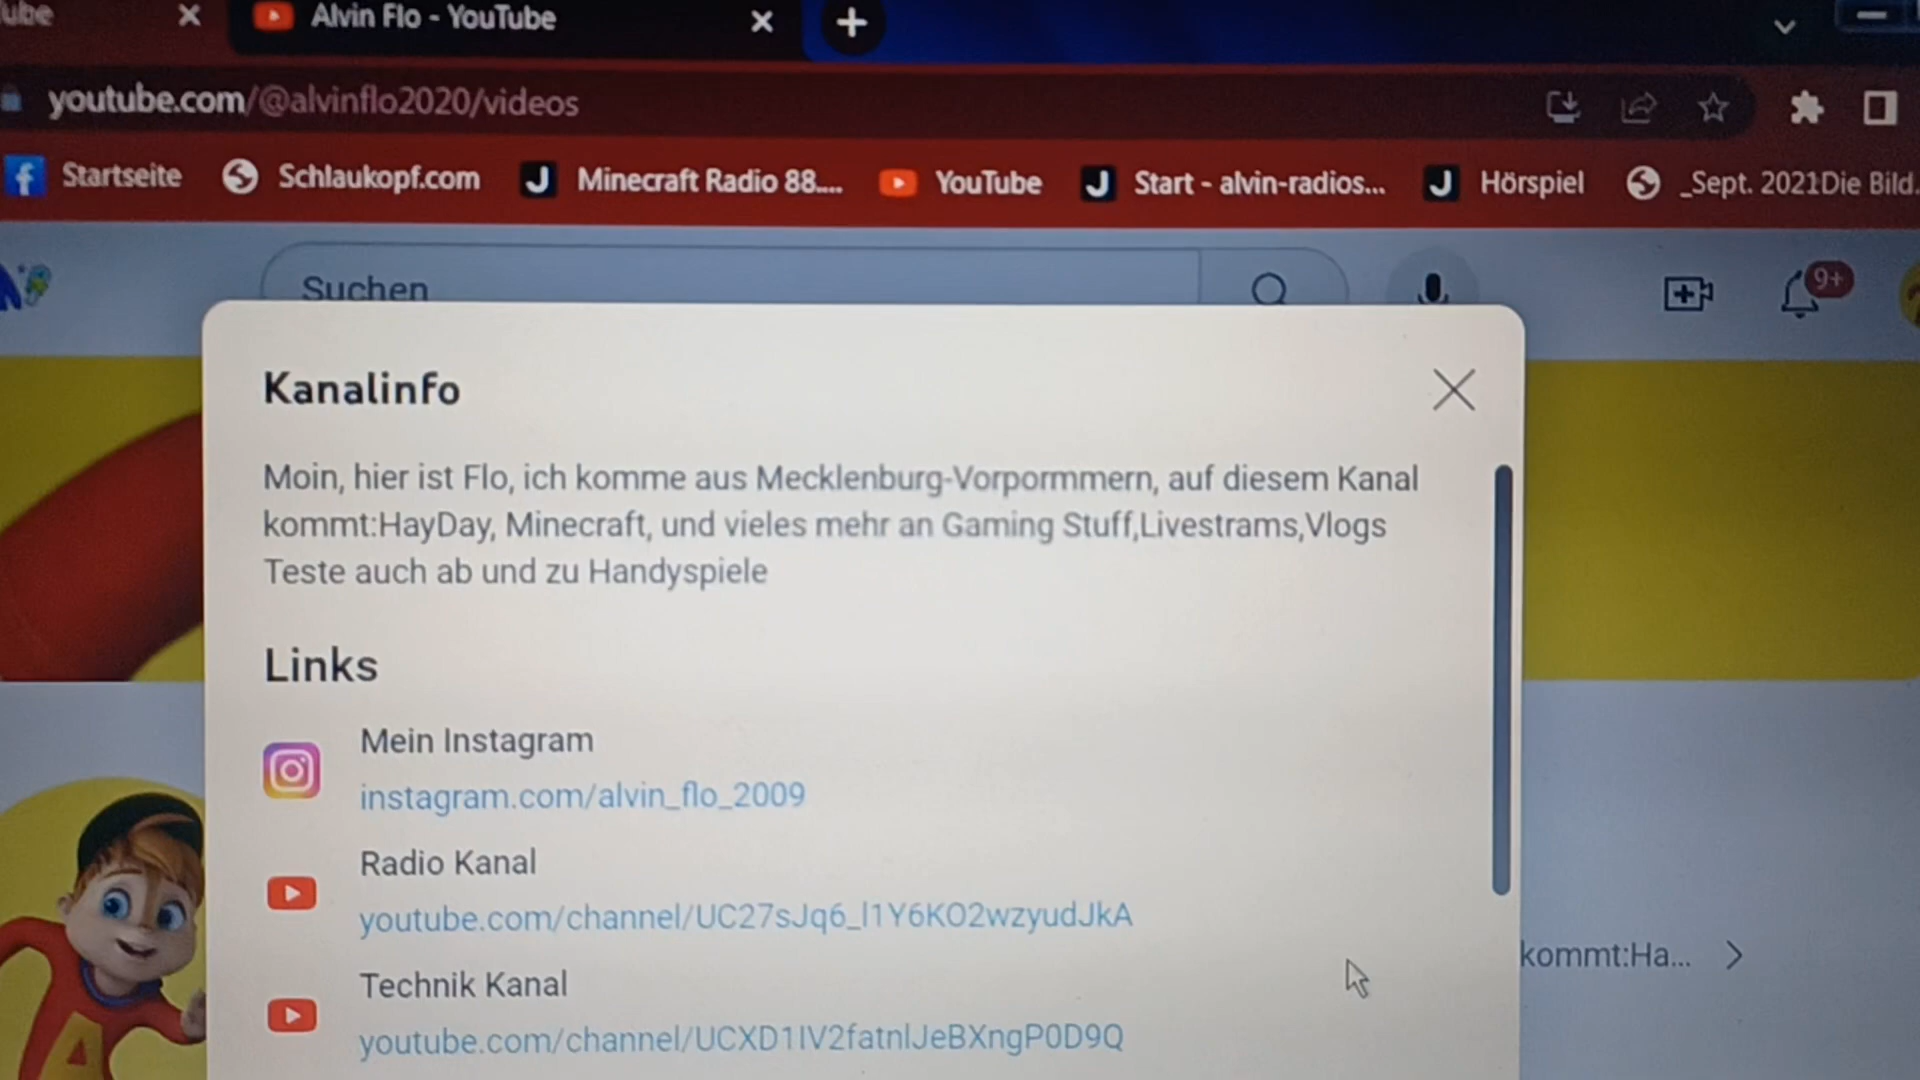 ube
Alvin Flo - YouTube
youtube.com/@alvinflo2020/videos
Startseite
Schlaukopf.com
Minecraft Radio 88....
YouTube
Start - alvin-radios...
Hörspiel
_Sept. 2021Die Bild.
Suchen
9+
Kanalinfo
Moin, hier ist Flo, ich komme aus Mecklenburg-Vorpormmern, auf diesem Kanal
kommt:HayDay, Minecraft, und vieles mehr an Gaming Stuff,Livestrams,Vlogs
Teste auch ab und zu Handyspiele
Links
Mein Instagram
instagram.com/alvin_flo_2009
Radio Kanal
youtube.com/channel/UC27sJq6_l1Y6KO2wzyudJkA
kommt:Ha...
Technik Kanal
youtube.com/channel/UCXD1IV2fatnlJeBXngP0D9Q
A